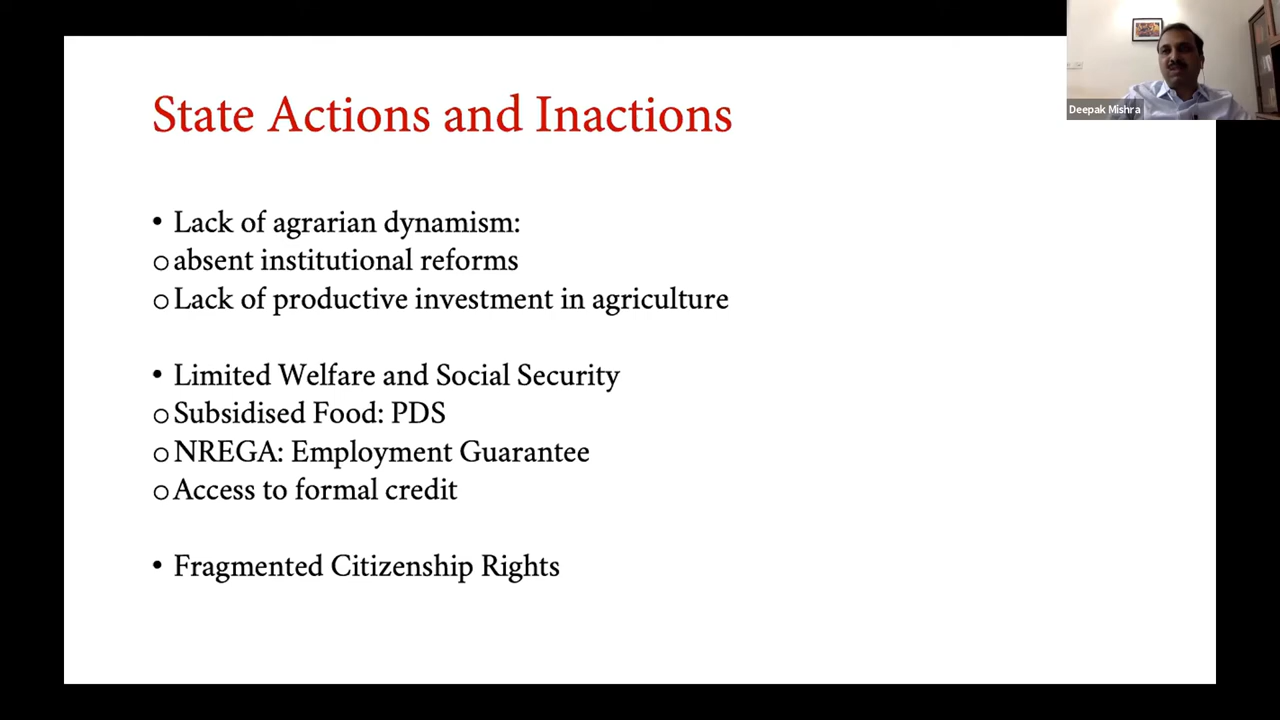 State Actions and Inactions
• Lack of agrarian dynamism:
o absent institutional reforms
o Lack of productive investment in agriculture
• Limited Welfare and Social Security
o Subsidised Food: PDS
o NREGA: Employment Guarantee
o Access to formal credit
• Fragmented Citizenship Rights
Deepak Mishra